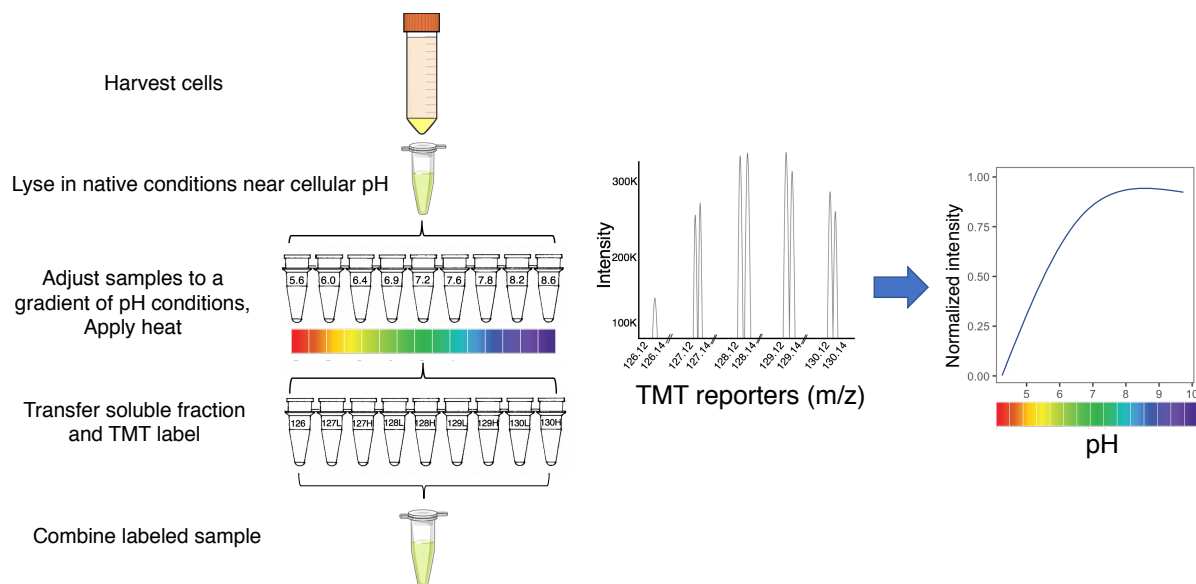 Harvest cells
Lyse in native conditions near cellular pH
Adjust samples to a
gradient of pH conditions,
Apply heat
5.6 6.0 6.4 6.9 7.2 7.6 7.8 8.2 8.6
Transfer soluble fraction
and TMT label
126 127L 127H 128L 128H 129L 129H 130L 130H
Combine labeled sample
Intensity
300K
200K
100K
126.12 126.14 127.12 127.14 128.12 128.14 129.12 129.14 130.12 130.14
TMT reporters (m/z)
Normalized intensity
1.00
0.75
0.50
0.25
0.00
5 6 7 8 9 10
pH